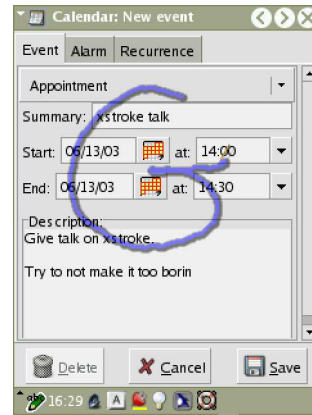 Calendar: New event
Event Alarm Recurrence
Appointment
Summary: xstroke talk
Start: 06/13/03 at: 14:00
End: 06/13/03 at: 14:30
Description:
Give talk on xstroke.
Try to not make it too borin
Delete Cancel Save
abc 16:29 A